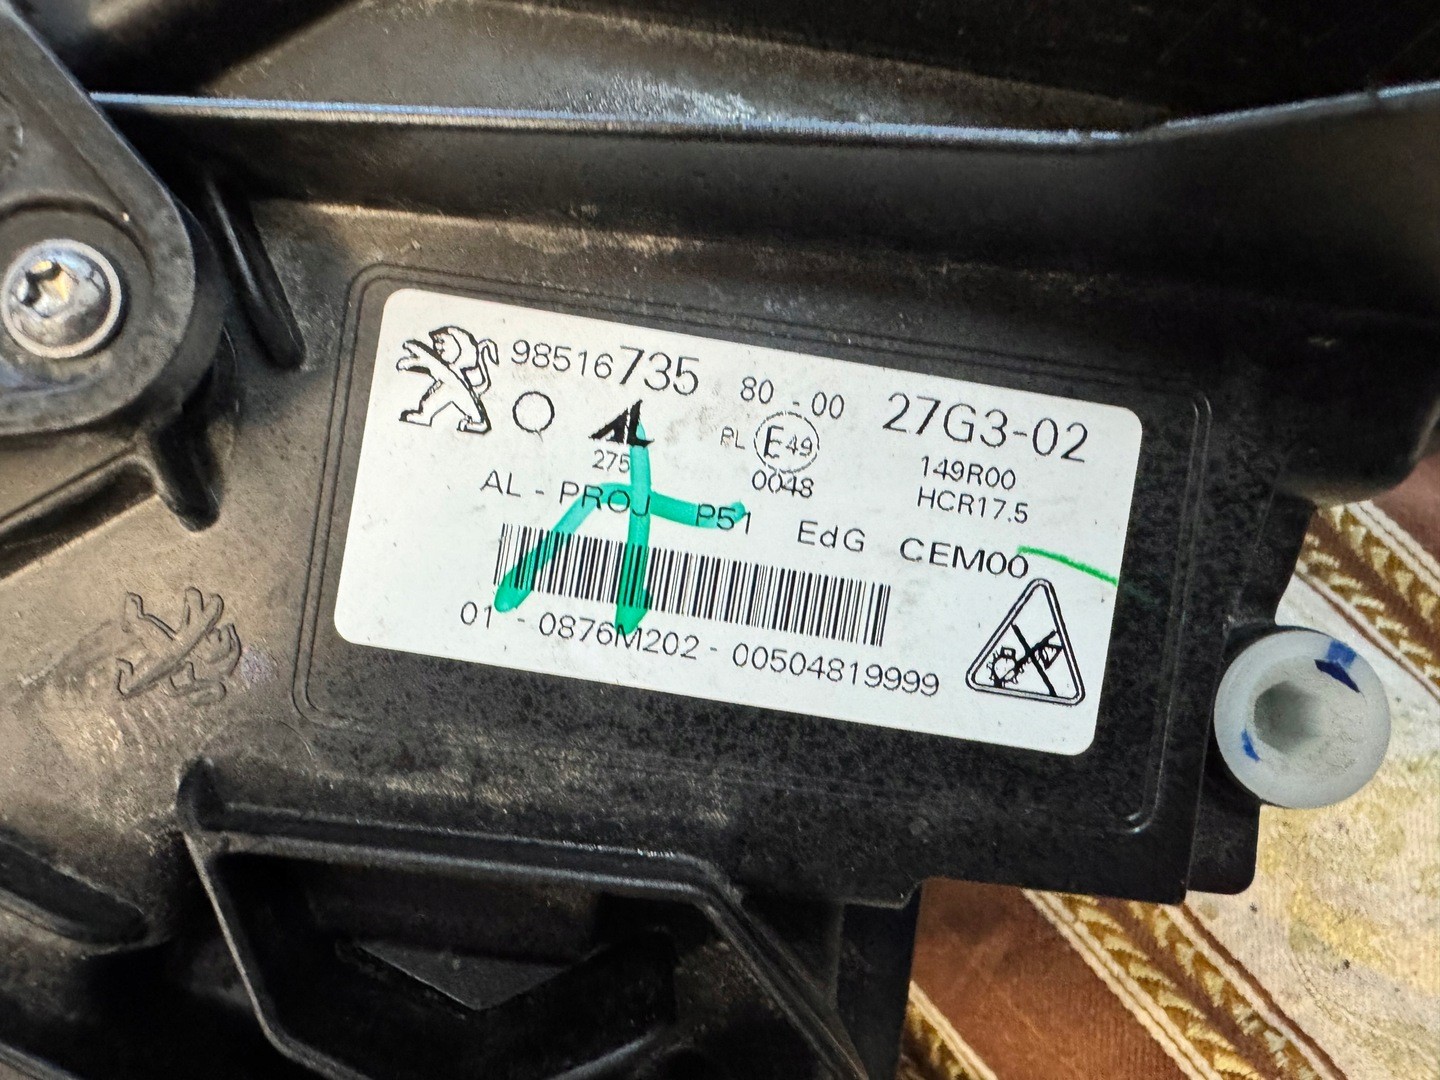 98516735 80-00 27G3-02
AL PL E49 149R00
275 0048 HCR17.5
AL-PROJ P51 EdG CEM00
01-0876M202-00504819999